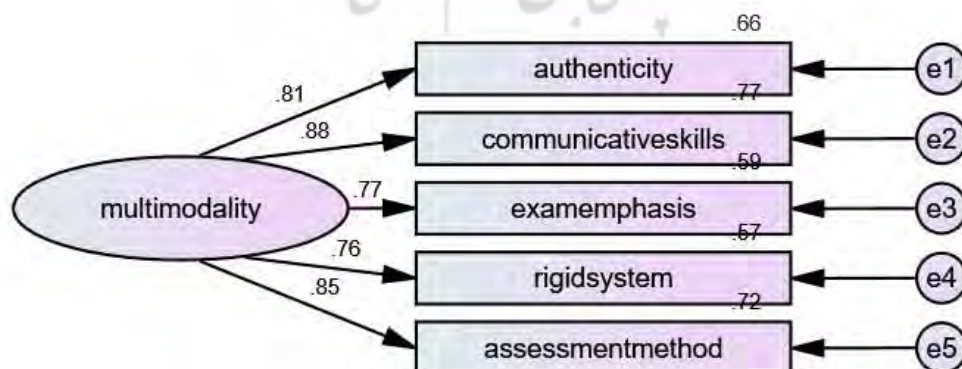 .66
authenticity
e1
.81
.77
.88
communicativeskills
e2
.59
multimodality
.77
examemphasis
e3
.57
.76
rigidsystem
e4
.85
.72
assessmentmethod
e5